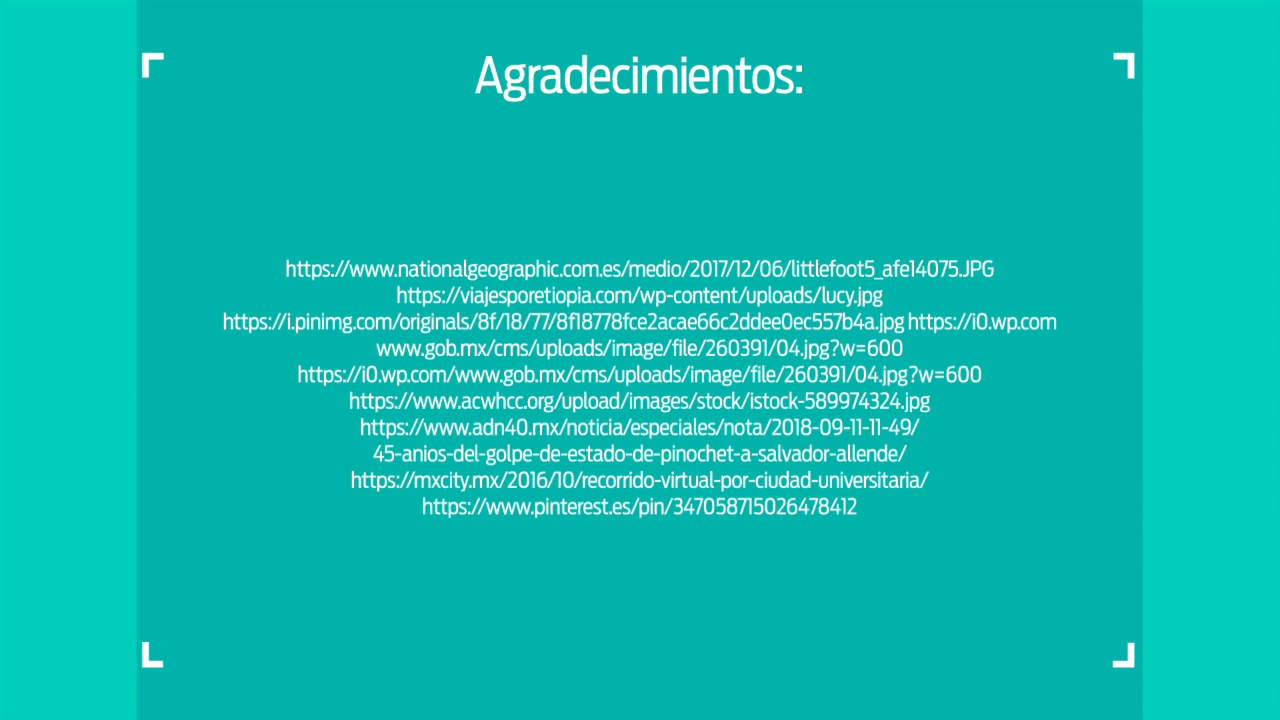 Agradecimientos:
https://www.nationalgeographic.com.es/medio/2017/12/06/littlefoot5_afe14075.JPG
https://viajesporetiopia.com/wp-content/uploads/lucy.jpg
https://i.pinimg.com/originals/8f/18/77/8f18778fce2acae66c2ddee0ec557b4a.jpg https://i0.wp.com
www.gob.mx/cms/uploads/image/file/260391/04.jpg?w=600
https://i0.wp.com/www.gob.mx/cms/uploads/image/file/260391/04.jpg?w=600
https://www.acwhcc.org/upload/images/stock/istock-589974324.jpg
https://www.adn40.mx/noticia/especiales/nota/2018-09-11-11-49/
45-anios-del-golpe-de-estado-de-pinochet-a-salvador-allende/
https://mxcity.mx/2016/10/recorrido-virtual-por-ciudad-universitaria/
https://www.pinterest.es/pin/347058715026478412